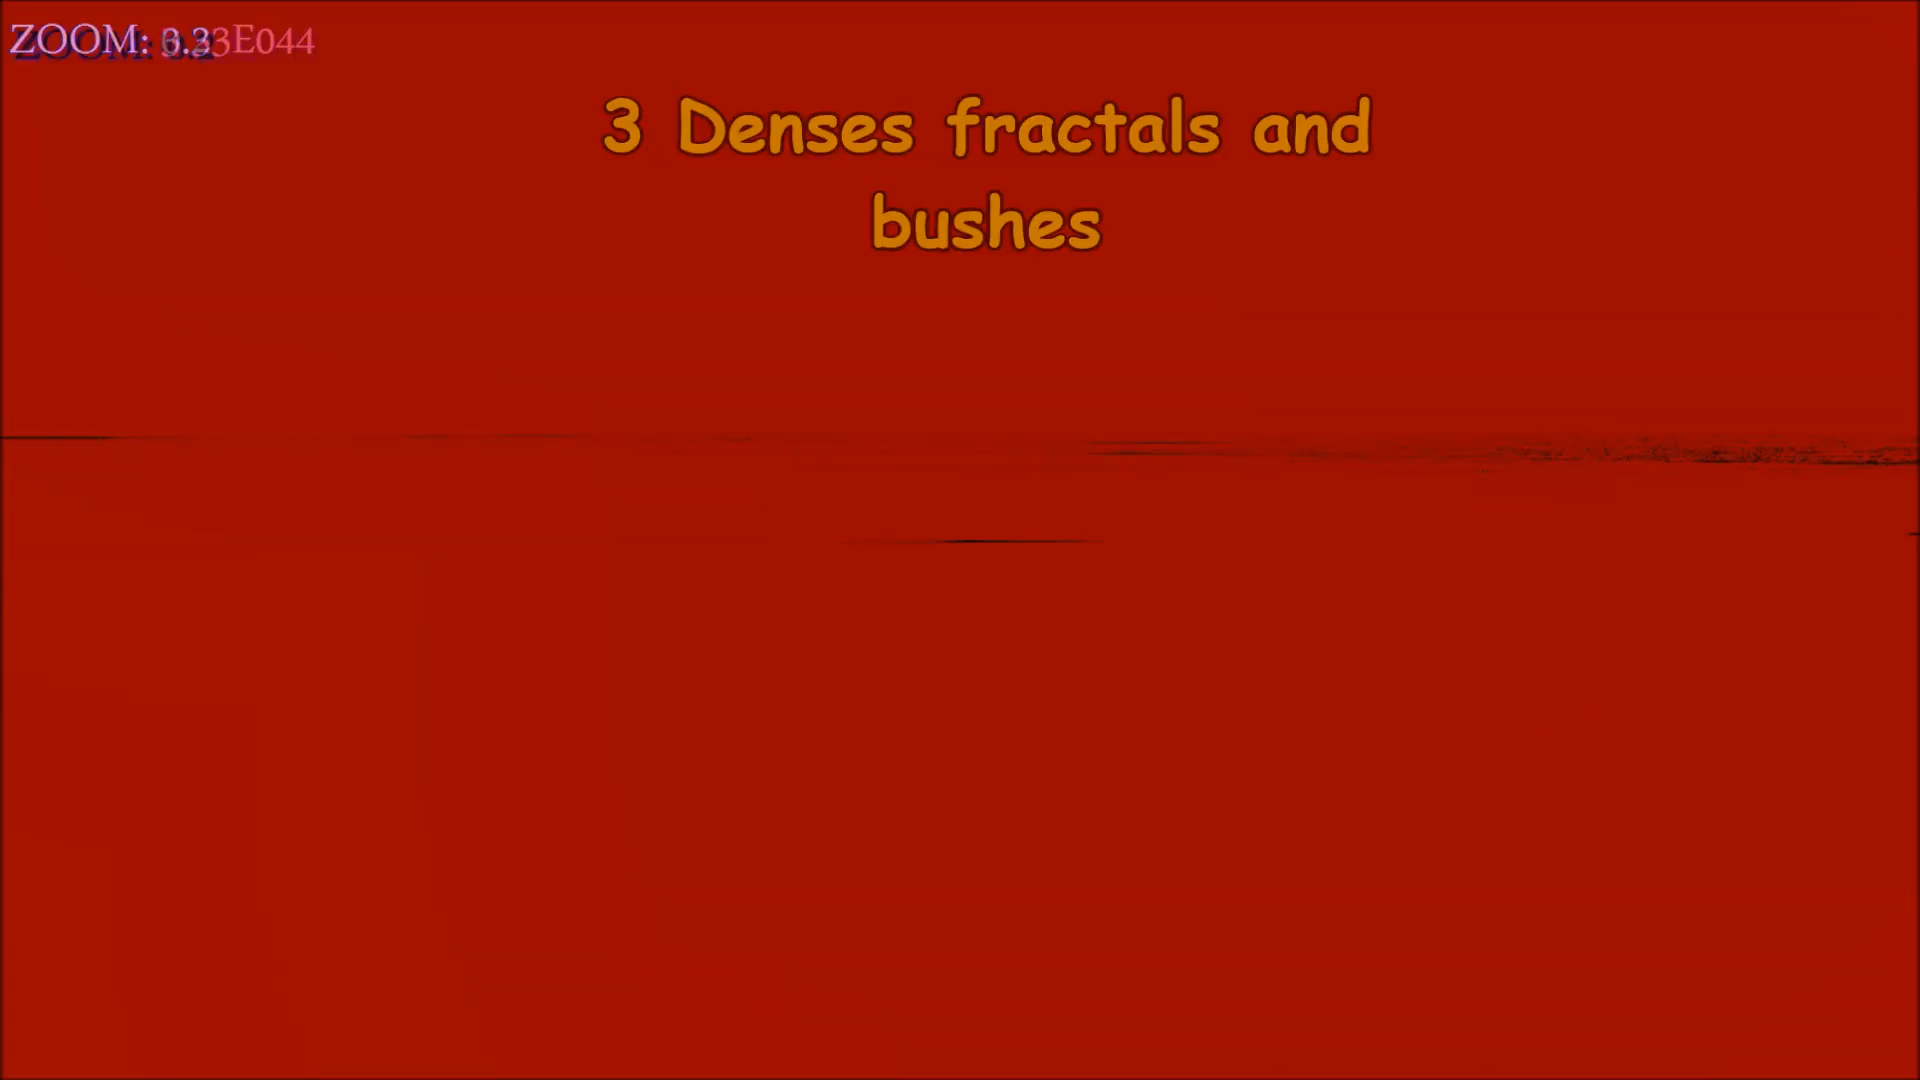 ZOOM:
3 Denses fractals and
bushes